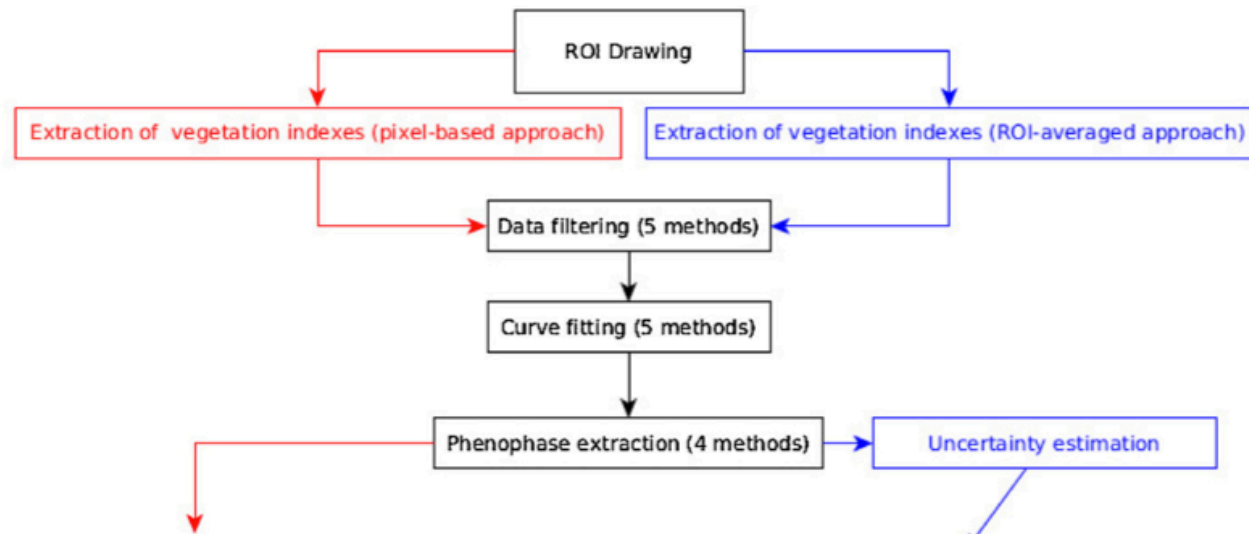 ROI Drawing
Extraction of vegetation indexes (pixel-based approach)
Extraction of vegetation indexes (ROI-averaged approach)
Data filtering (5 methods)
Curve fitting (5 methods)
Phenophase extraction (4 methods)
Uncertainty estimation